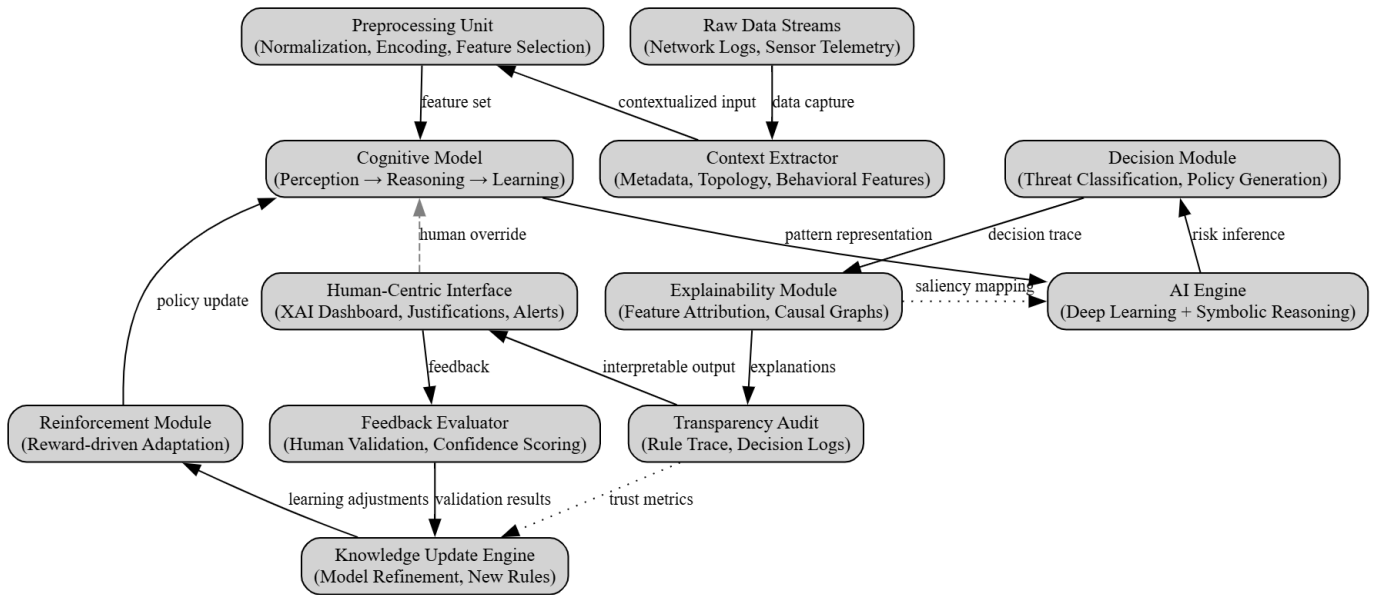 Preprocessing Unit
(Normalization, Encoding, Feature Selection)
Raw Data Streams
(Network Logs, Sensor Telemetry)
feature set
contextualized input
data capture
Cognitive Model
(Perception → Reasoning → Learning)
Context Extractor
(Metadata, Topology, Behavioral Features)
Decision Module
(Threat Classification, Policy Generation)
human override
pattern representation
decision trace
risk inference
policy update
Human-Centric Interface
(XAI Dashboard, Justifications, Alerts)
Explainability Module
(Feature Attribution, Causal Graphs)
saliency mapping
AI Engine
(Deep Learning + Symbolic Reasoning)
feedback
interpretable output
explanations
Reinforcement Module
(Reward-driven Adaptation)
Feedback Evaluator
(Human Validation, Confidence Scoring)
Transparency Audit
(Rule Trace, Decision Logs)
learning adjustments
validation results
trust metrics
Knowledge Update Engine
(Model Refinement, New Rules)